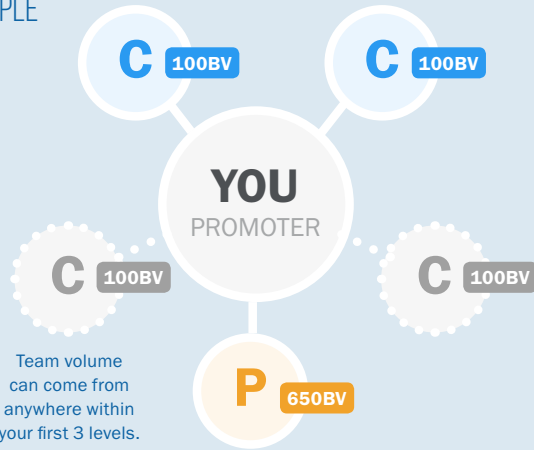 PLE
C 100BV
C 100BV
YOU
PROMOTER
C 100BV
C 100BV
P 650BV
Team volume
can come from
anywhere within
your first 3 levels.